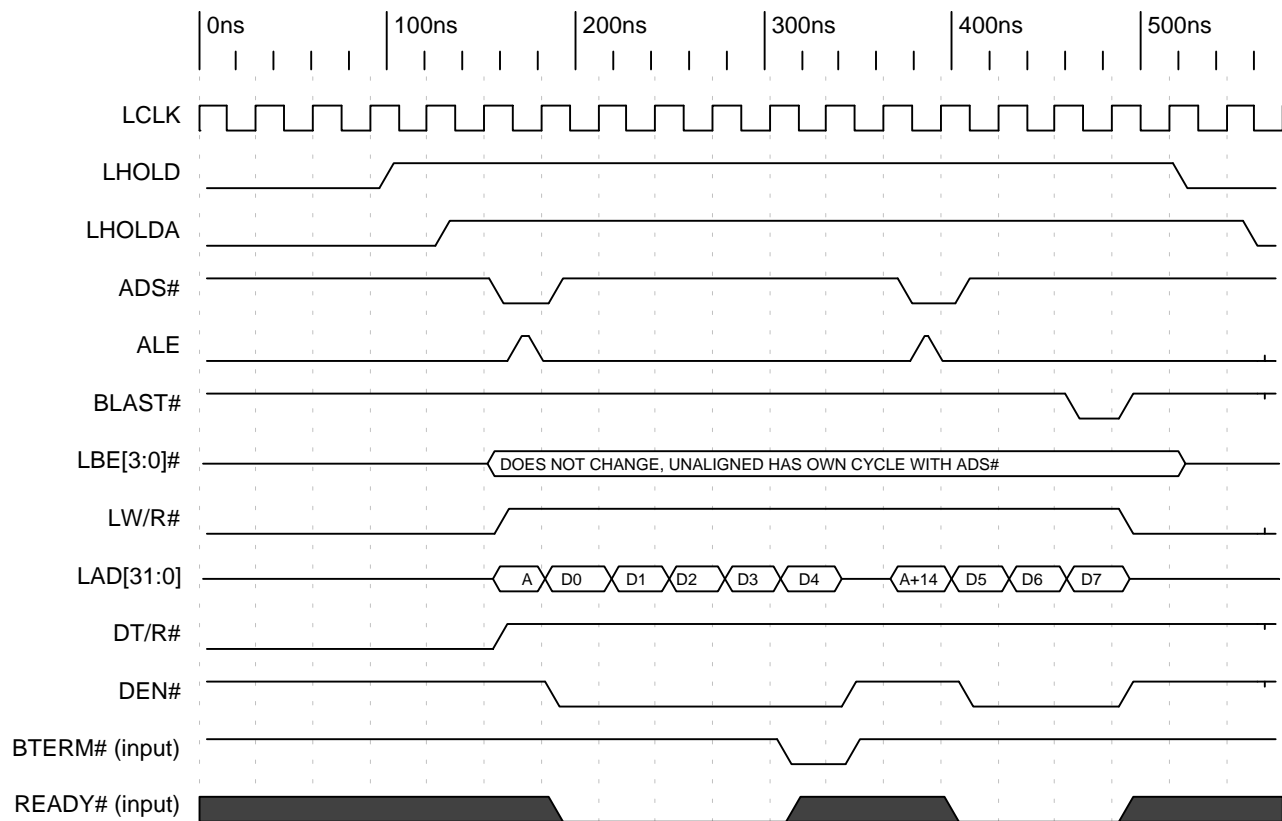 0ns 100ns 200ns 300ns 400ns 500ns
LCLK
LHOLD
LHOLDA
ADS#
ALE
BLAST#
LBE[3:0]# DOES NOT CHANGE, UNALIGNED HAS OWN CYCLE WITH ADS#
LW/R#
LAD[31:0] A D0 D1 D2 D3 D4 A+14 D5 D6 D7
DT/R#
DEN#
BTERM# (input)
READY# (input)